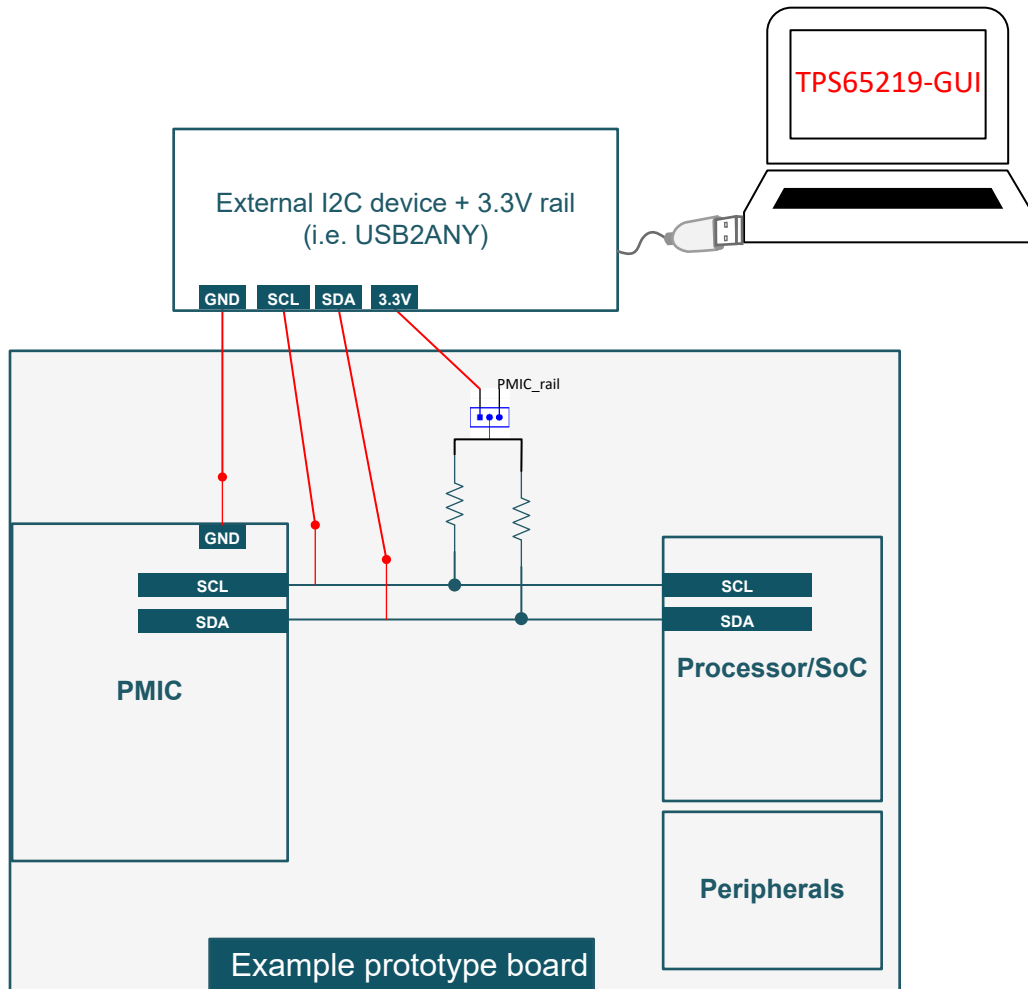 TPS65219-GUI
External I2C device + 3.3V rail
(i.e. USB2ANY)
GND
SCL
SDA
3.3V
PMIC_rail
GND
SCL
SDA
PMIC
SCL
SDA
Processor/SoC
Peripherals
Example prototype board